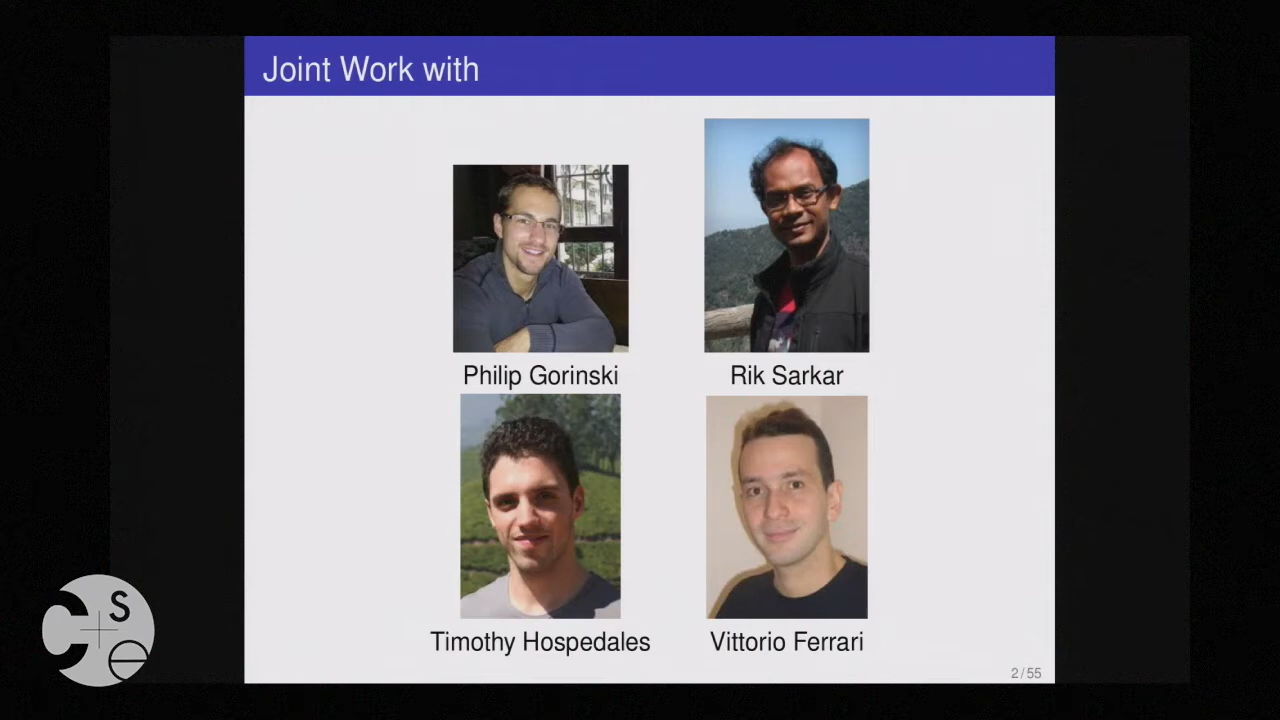 Joint Work with
Philip Gorinski
Rik Sarkar
Timothy Hospedales
Vittorio Ferrari
2 / 55
C S e